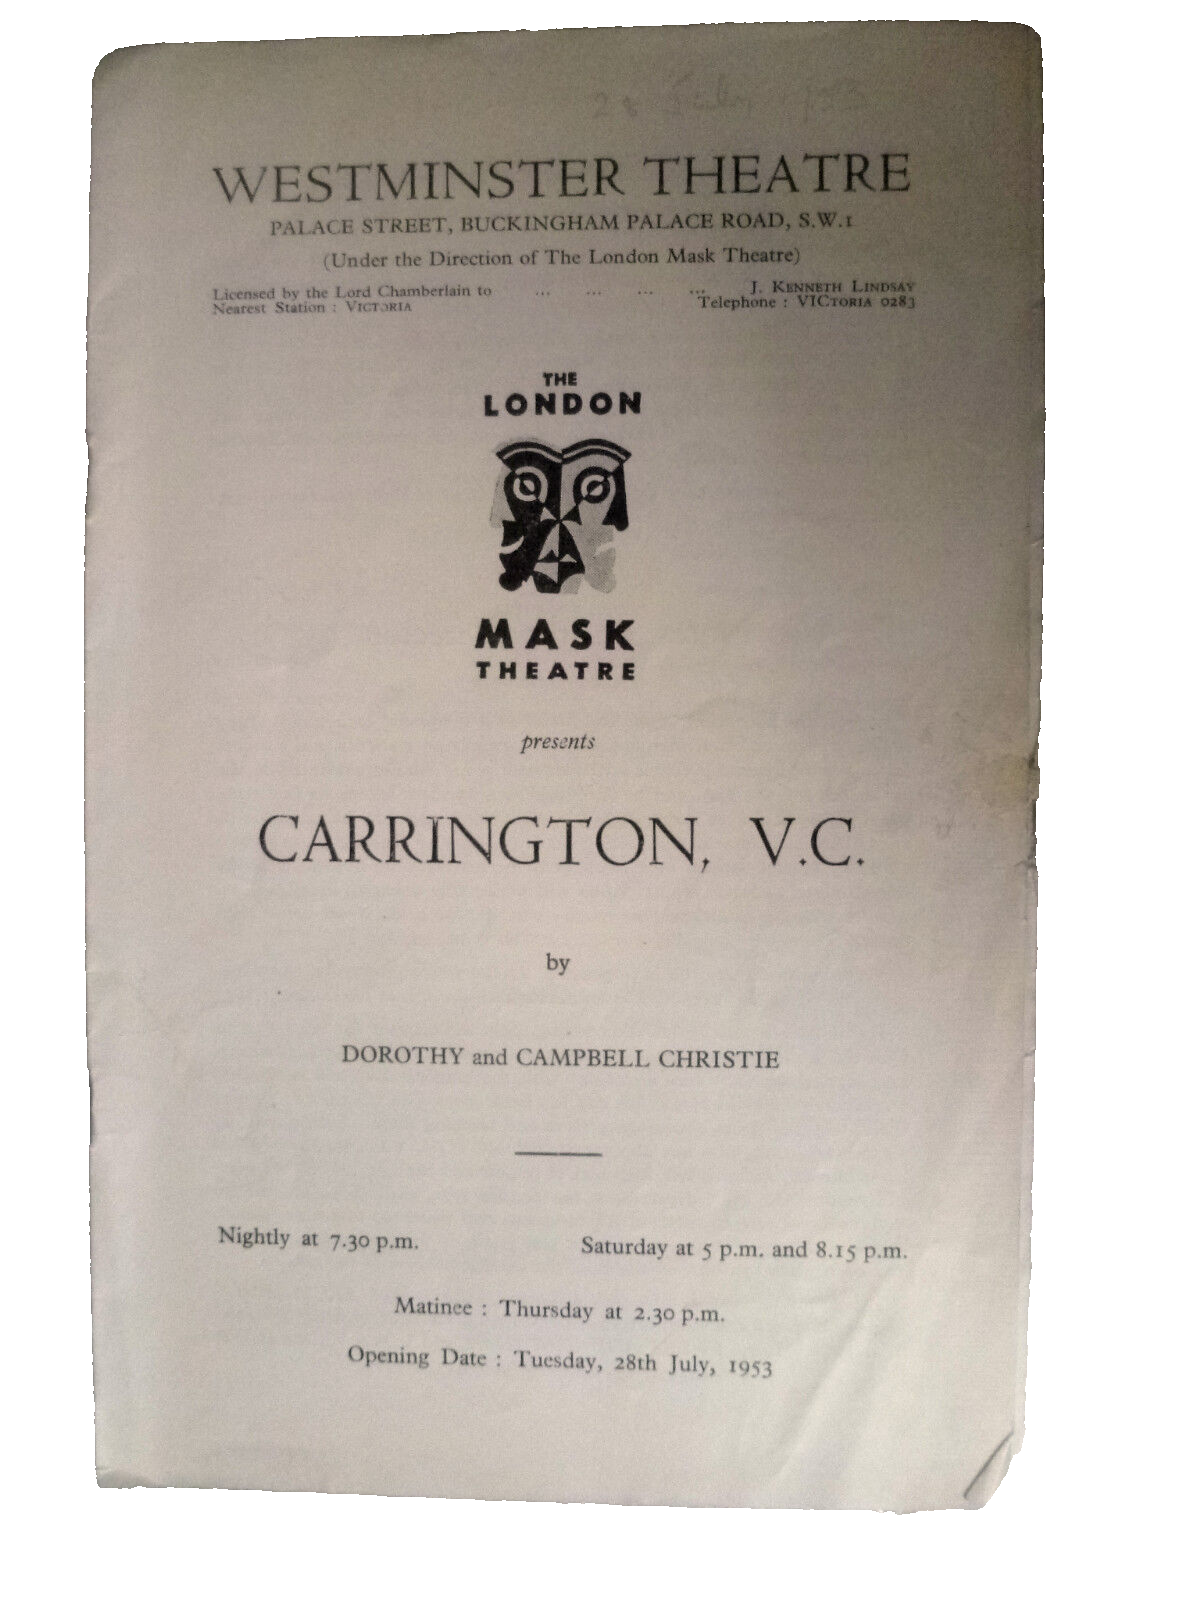 WESTMINSTER THEATRE
PALACE STREET, BUCKINGHAM PALACE ROAD, S.W.1
(Under the Direction of The London Mask Theatre)
Licensed by the Lord Chamberlain to ... ... ... ... J. KENNETH LINDSAY
Nearest Station : VICTORIA Telephone : VICTORIA 0283
THE
LONDON
MASK
THEATRE
presents
CARRINGTON, V.C.
by
DOROTHY and CAMPBELL CHRISTIE
Nightly at 7.30 p.m. Saturday at 5 p.m. and 8.15 p.m.
Matinee : Thursday at 2.30 p.m.
Opening Date : Tuesday, 28th July, 1953